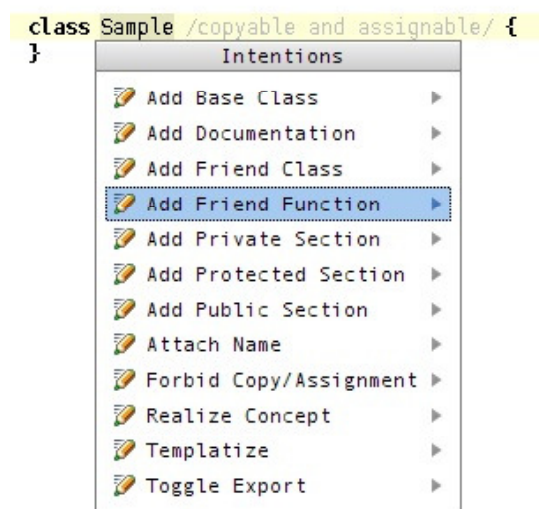 class Sample /copyable and assignable/ {
}
Intentions
Add Base Class
Add Documentation
Add Friend Class
Add Friend Function
Add Private Section
Add Protected Section
Add Public Section
Attach Name
Forbid Copy/Assignment
Realize Concept
Templatize
Toggle Export